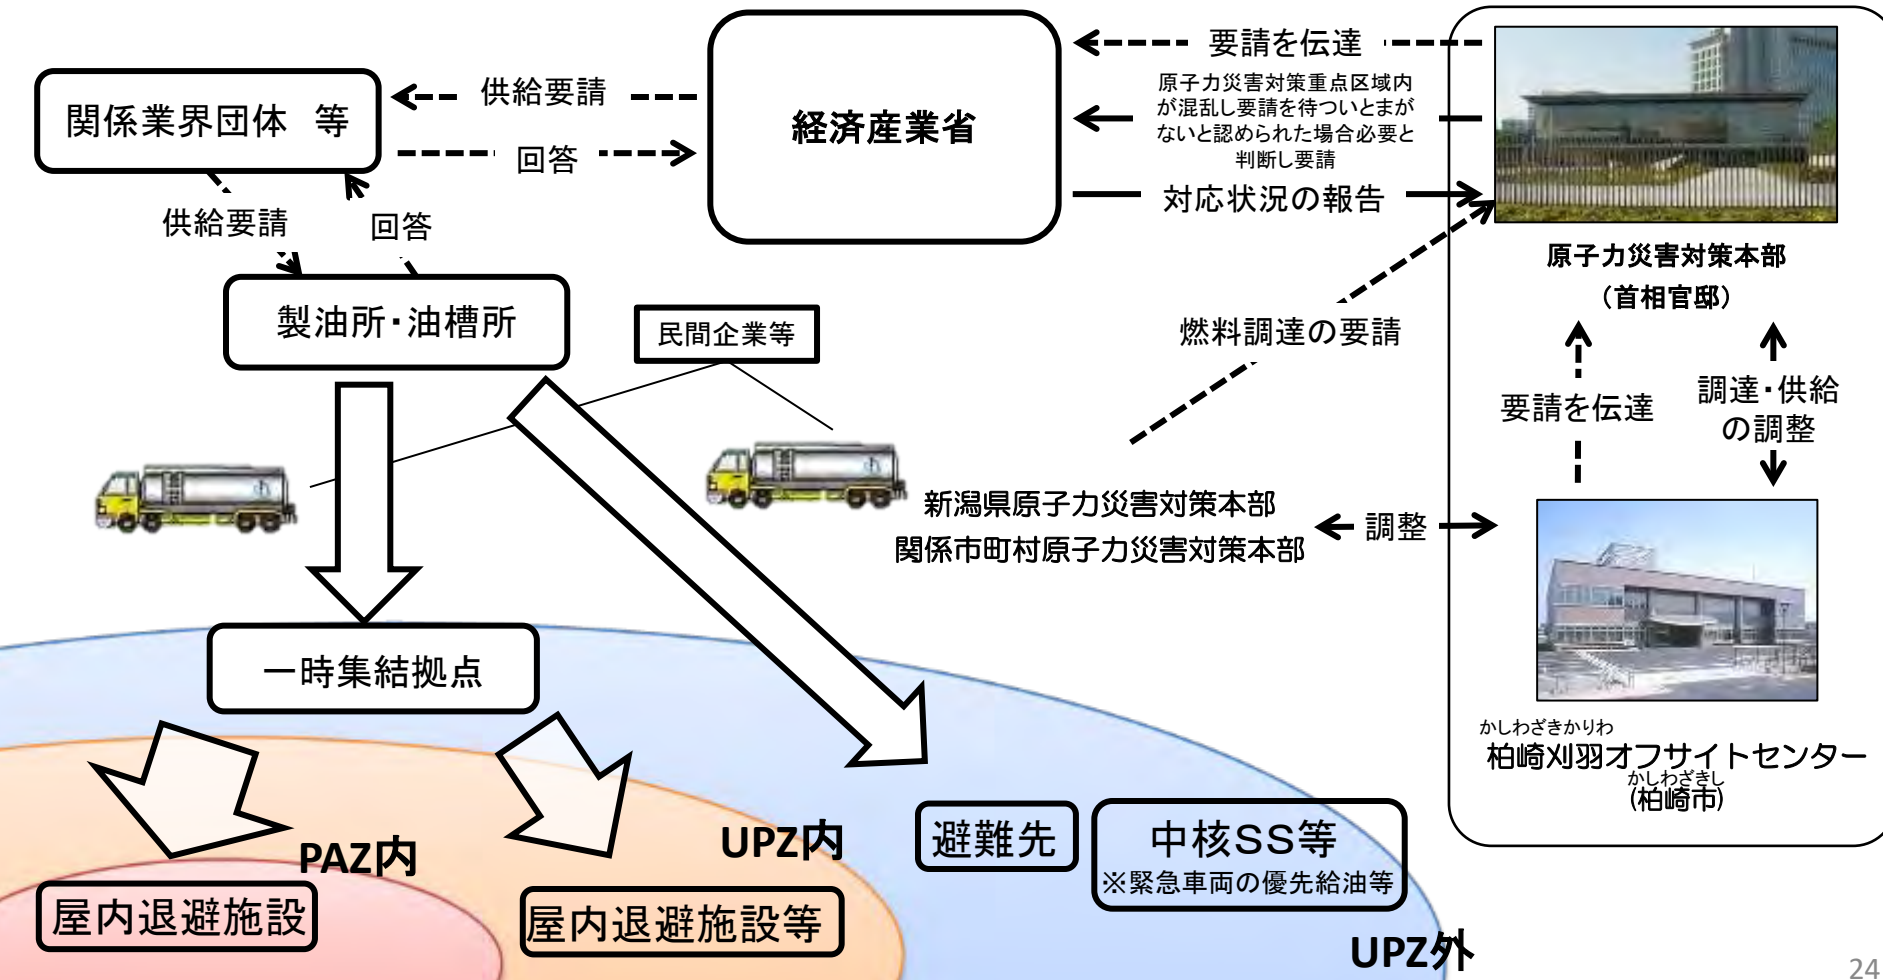 要請を伝達
供給要請
原子力災害対策重点区域内
が混乱し要請を待ついとまが
ないと認められた場合必要と
判断し要請
関係業界団体　等
経済産業省
回答
対応状況の報告
供給要請
回答
原子力災害対策本部
（首相官邸）
製油所・油槽所
民間企業等
燃料調達の要請
要請を伝達
調達・供給
の調整
新潟県原子力災害対策本部
関係市町村原子力災害対策本部
調整
一時集結拠点
かしわざきかりわ
柏崎刈羽オフサイトセンター
かしわざきし
(柏崎市)
PAZ内
UPZ内
避難先
中核SS等
※緊急車両の優先給油等
屋内退避施設
屋内退避施設等
UPZ外
24